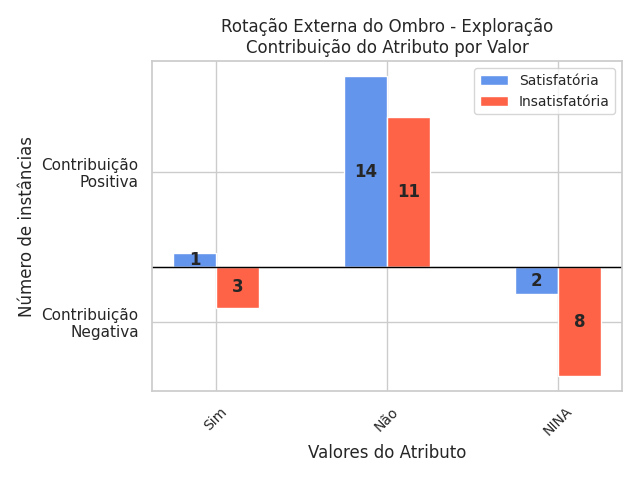 Rotação Externa do Ombro - Exploração
Contribuição do Atributo por Valor
Satisfatória
Insatisfatória
Número de instâncias
Contribuição
Positiva
Contribuição
Negativa
1
3
14
11
2
8
Sim
Não
NINA
Valores do Atributo